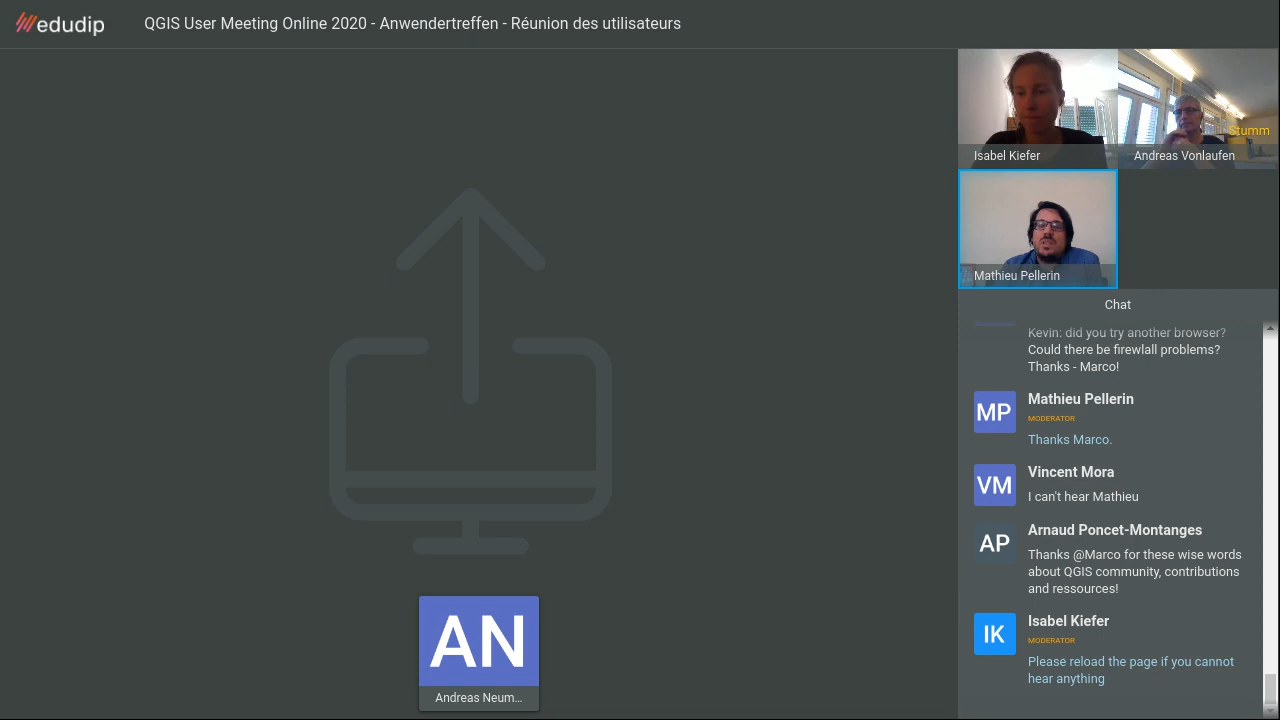 edudip
QGIS User Meeting Online 2020 - Anwendertreffen - Réunion des utilisateurs
Stumm
Isabel Kiefer
Andreas Vonlaufen
Mathieu Pellerin
Chat
Kevin: did you try another browser?
Could there be firewlall problems?
Thanks - Marco!
MP
Mathieu Pellerin
MODERATOR
Thanks Marco.
VM
Vincent Mora
I can't hear Mathieu
AP
Arnaud Poncet-Montanges
Thanks @Marco for these wise words
about QGIS community, contributions
and ressources!
IK
Isabel Kiefer
MODERATOR
Please reload the page if you cannot
hear anything
AN
Andreas Neum...